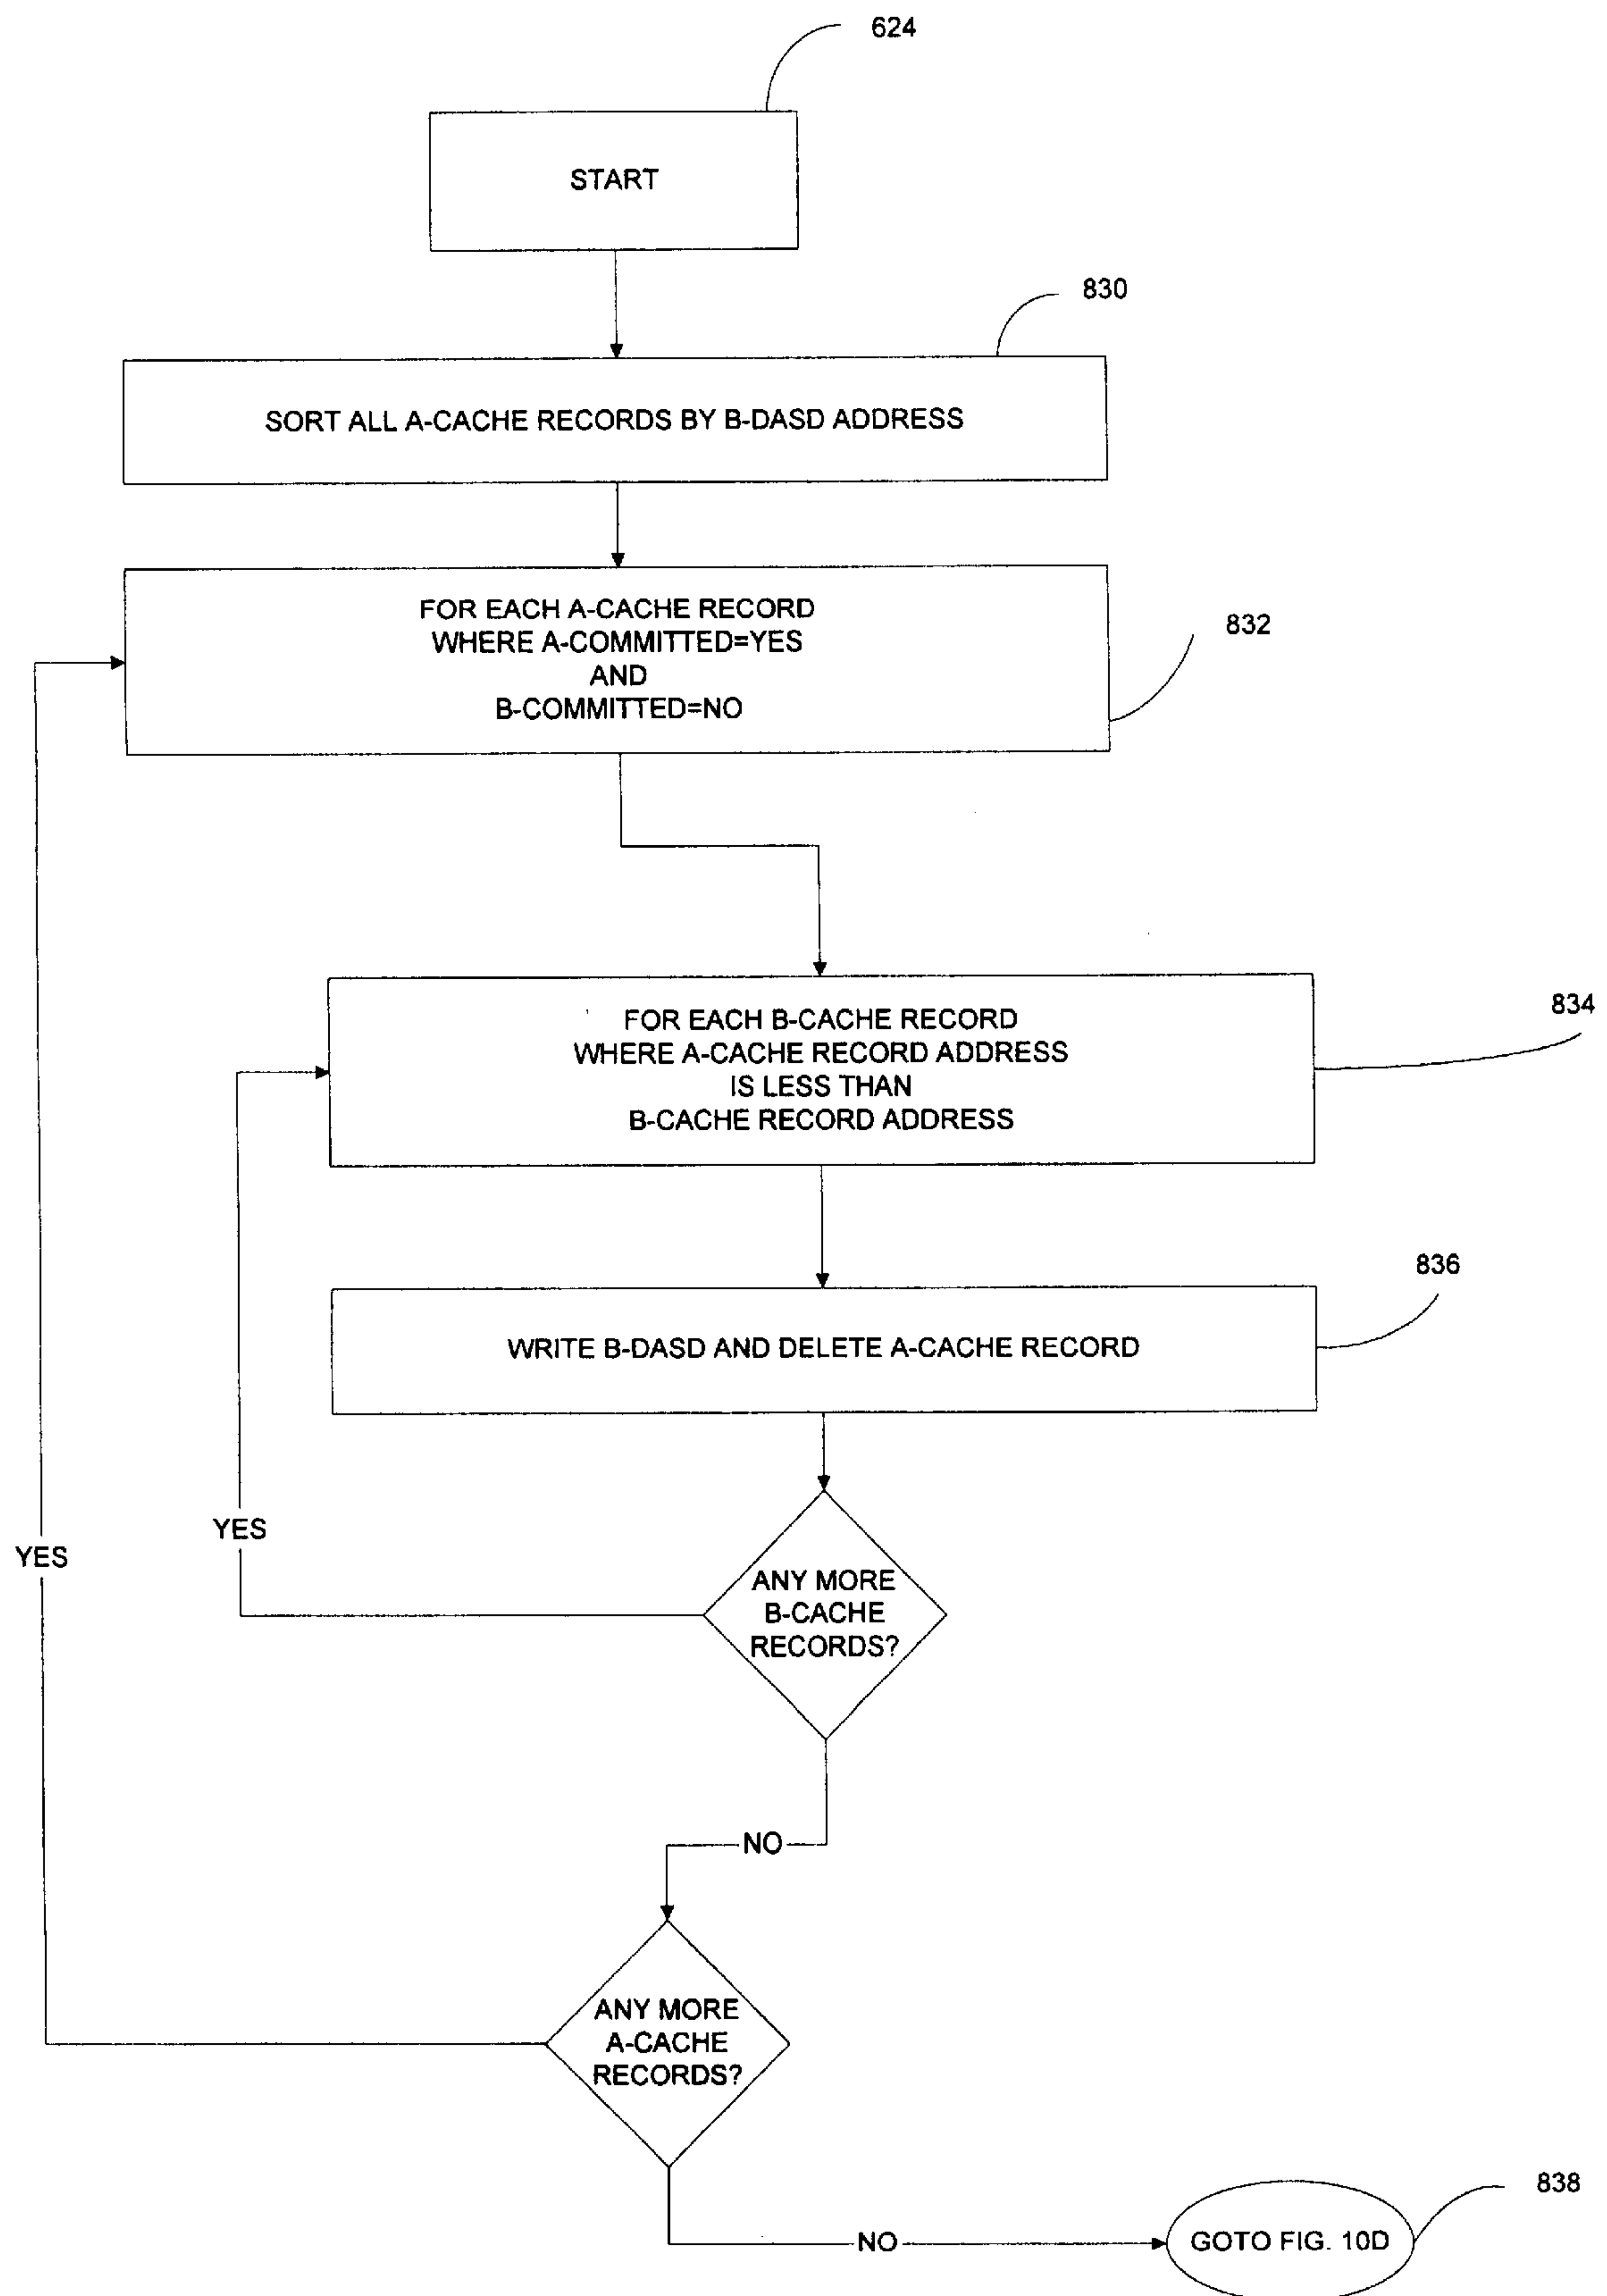 624
START
830
SORT ALL A-CACHE RECORDS BY B-DASD ADDRESS
FOR EACH A-CACHE RECORD
WHERE A-COMMITTED=YES
AND
B-COMMITTED=NO
832
FOR EACH B-CACHE RECORD
WHERE A-CACHE RECORD ADDRESS
IS LESS THAN
B-CACHE RECORD ADDRESS
834
836
WRITE B-DASD AND DELETE A-CACHE RECORD
YES
YES
ANY MORE
B-CACHE
RECORDS?
NO
ANY MORE
A-CACHE
RECORDS?
838
NO
GOTO FIG. 10D